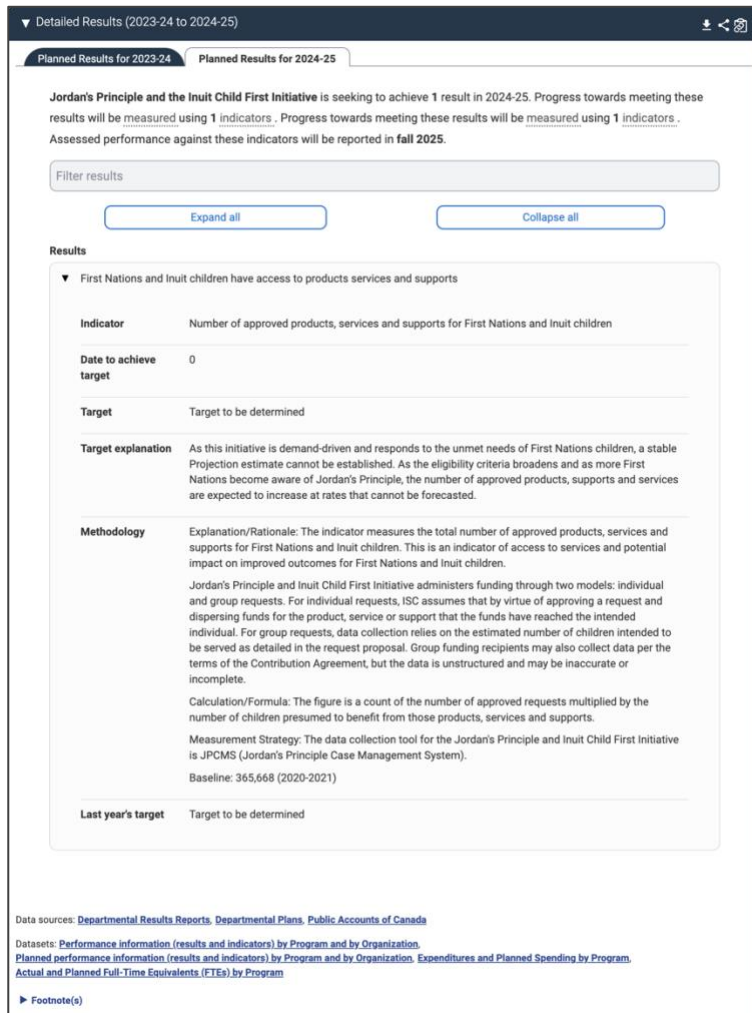 ▼ Detailed Results (2023-24 to 2024-25)
Planned Results for 2023-24
Planned Results for 2024-25
Jordan's Principle and the Inuit Child First Initiative is seeking to achieve 1 result in 2024-25. Progress towards meeting these
results will be measured using 1 indicators . Progress towards meeting these results will be measured using 1 indicators .
Assessed performance against these indicators will be reported in fall 2025.
Filter results
Expand all
Collapse all
Results
▼ First Nations and Inuit children have access to products services and supports
Indicator Number of approved products, services and supports for First Nations and Inuit children
Date to achieve 0
target
Target Target to be determined
Target explanation As this initiative is demand-driven and responds to the unmet needs of First Nations children, a stable
Projection estimate cannot be established. As the eligibility criteria broadens and as more First
Nations become aware of Jordan's Principle, the number of approved products, supports and services
are expected to increase at rates that cannot be forecasted.
Methodology Explanation/Rationale: The indicator measures the total number of approved products, services and
supports for First Nations and Inuit children. This is an indicator of access to services and potential
impact on improved outcomes for First Nations and Inuit children.
Jordan's Principle and Inuit Child First Initiative administers funding through two models: individual
and group requests. For individual requests, ISC assumes that by virtue of approving a request and
dispersing funds for the product, service or support that the funds have reached the intended
individual. For group requests, data collection relies on the estimated number of children intended to
be served as detailed in the request proposal. Group funding recipients may also collect data per the
terms of the Contribution Agreement, but the data is unstructured and may be inaccurate or
incomplete.
Calculation/Formula: The figure is a count of the number of approved requests multiplied by the
number of children presumed to benefit from those products, services and supports.
Measurement Strategy: The data collection tool for the Jordan's Principle and Inuit Child First Initiative
is JPCMS (Jordan's Principle Case Management System).
Baseline: 365,668 (2020-2021)
Last year's target Target to be determined
Data sources: Departmental Results Reports, Departmental Plans, Public Accounts of Canada
Datasets: Performance information (results and indicators) by Program and by Organization,
Planned performance information (results and indicators) by Program and by Organization, Expenditures and Planned Spending by Program,
Actual and Planned Full-Time Equivalents (FTEs) by Program
▶ Footnote(s)